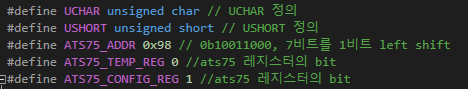 #define UCHAR unsigned char // UCHAR 정의
#define USHORT unsigned short // USHORT 정의
#define ATS75_ADDR 0x98 // 0b10011000, 7비트를 1비트 left shift
#define ATS75_TEMP_REG 0 //ats75 레지스터의 bit
#define ATS75_CONFIG_REG 1 //ats75 레지스터의 bit